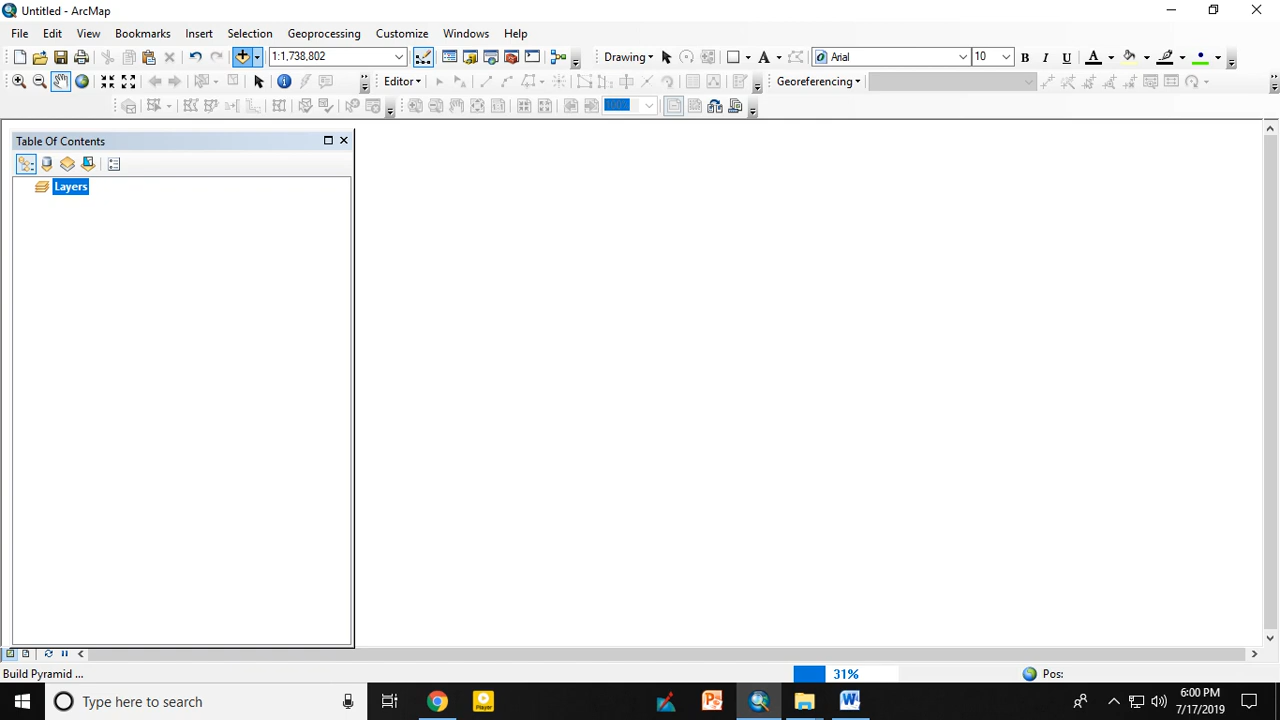 Untitled - ArcMap
File Edit View Bookmarks Insert Selection Geoprocessing Customize Windows Help
1:1,738,802 Drawing Arial 10 B I U A
Editor Georeferencing
100%
Table Of Contents
Layers
Build Pyramid ... 31% Pos:
Type here to search Player 6:00 PM
7/17/2019